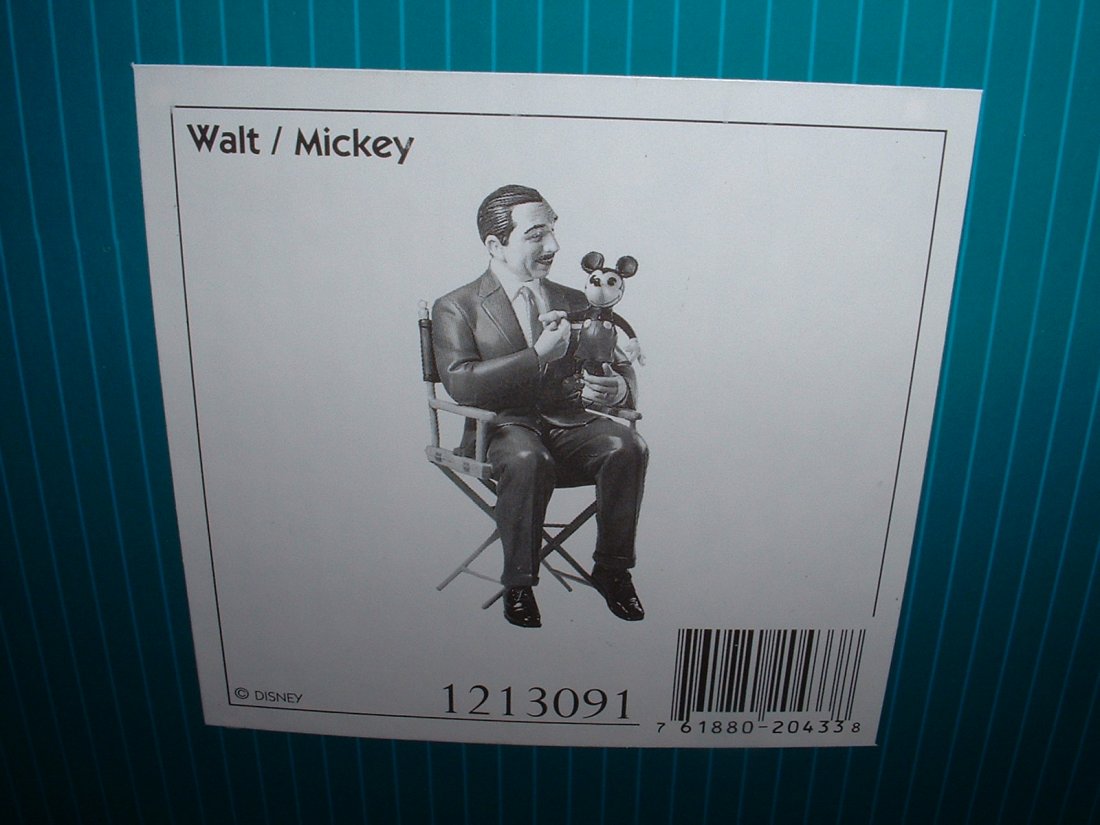 Walt / Mickey
© DISNEY
1213091
7 61880-20433 8